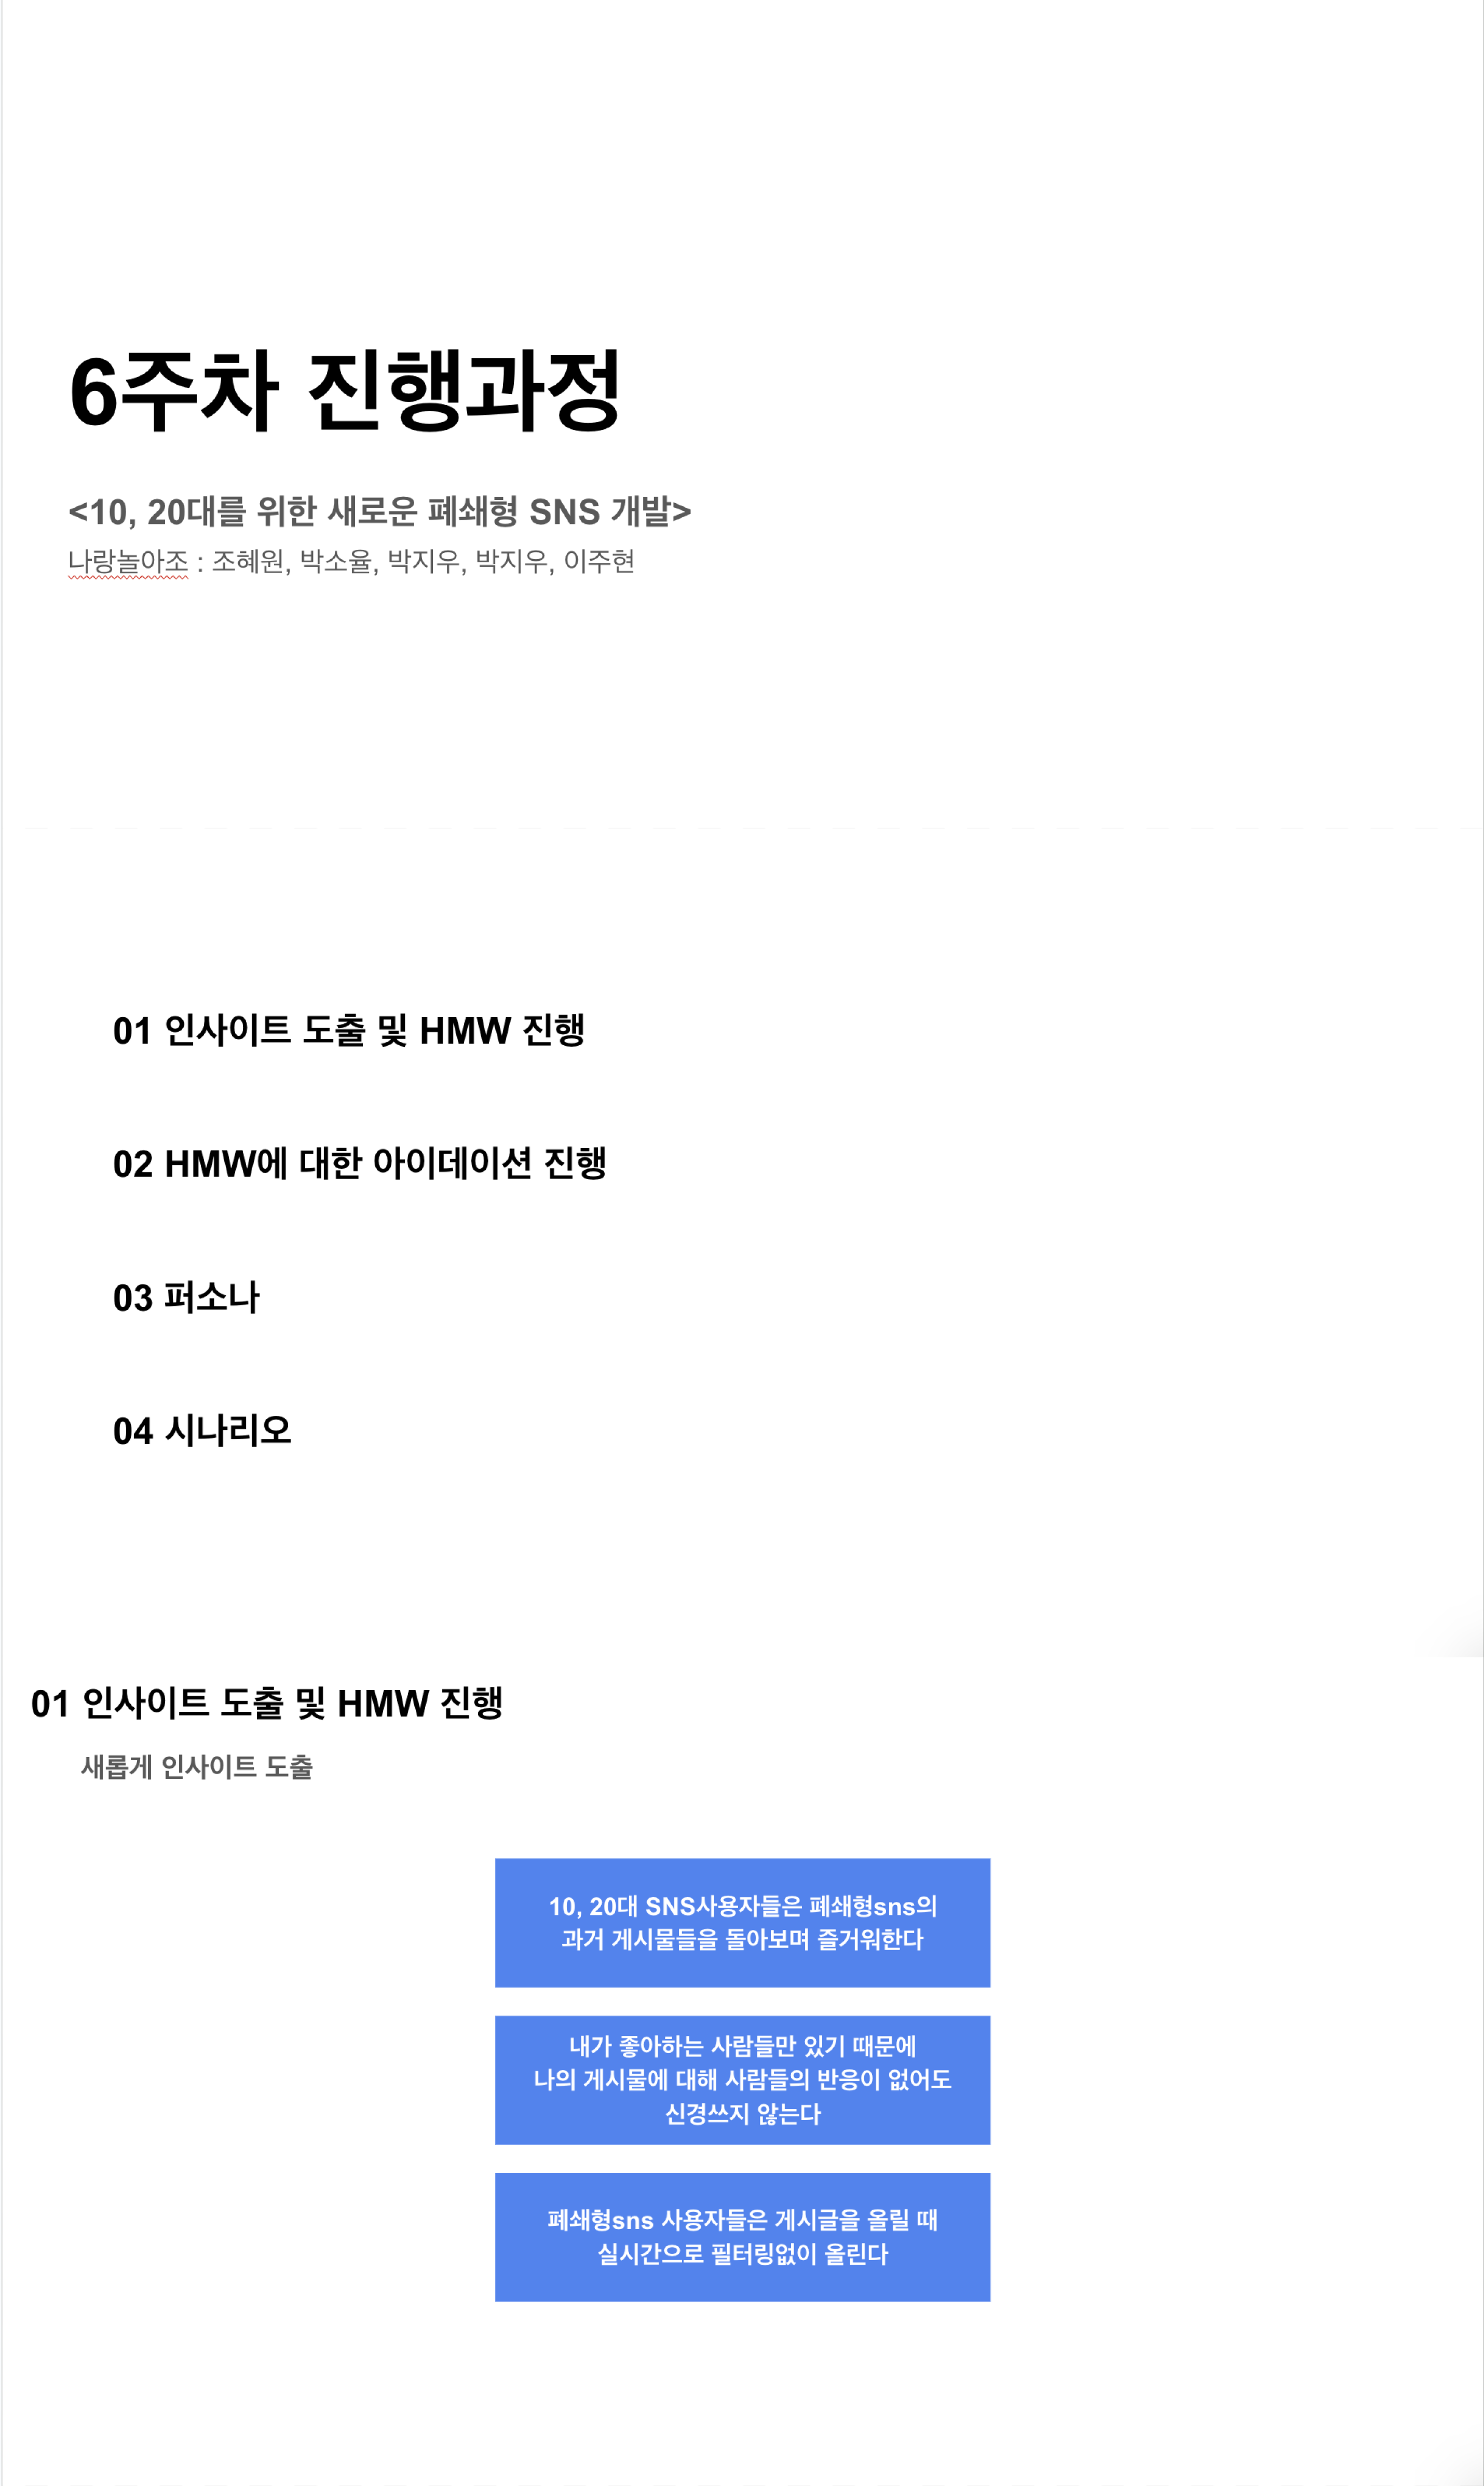 6주차 진행과정
<10, 20대를 위한 새로운 폐쇄형 SNS 개발>
나랑놀아조 : 조혜원, 박소율, 박지우, 박지우, 이주현
01 인사이트 도출 및 HMW 진행
02 HMW에 대한 아이데이션 진행
03 퍼소나
04 시나리오
01 인사이트 도출 및 HMW 진행
새롭게 인사이트 도출
10, 20대 SNS사용자들은 폐쇄형sns의
과거 게시물들을 돌아보며 즐거워한다
내가 좋아하는 사람들만 있기 때문에
나의 게시물에 대해 사람들의 반응이 없어도
신경쓰지 않는다
폐쇄형sns 사용자들은 게시글을 올릴 때
실시간으로 필터링없이 올린다